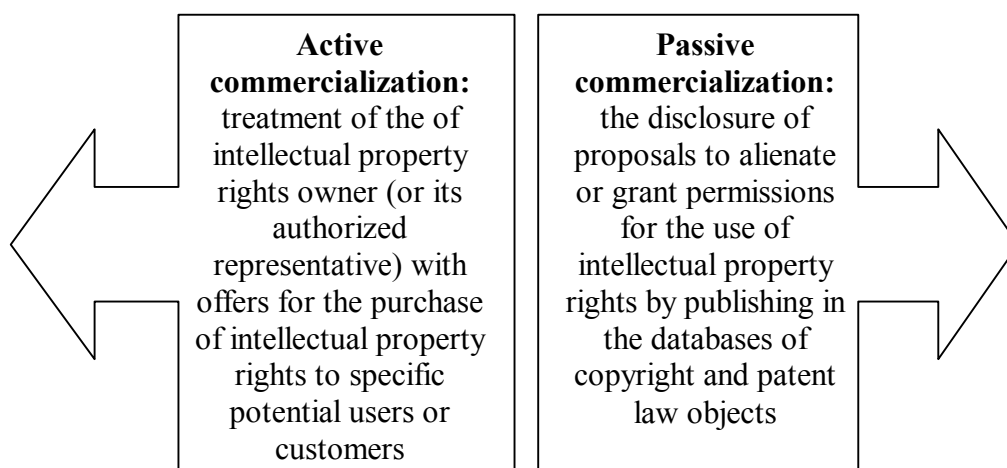 Active
commercialization:
treatment of the of
intellectual property
rights owner (or its
authorized
representative) with
offers for the purchase
of intellectual property
rights to specific
potential users or
customers
Passive
commercialization:
the disclosure of
proposals to alienate
or grant permissions
for the use of
intellectual property
rights by publishing in
the databases of
copyright and patent
law objects